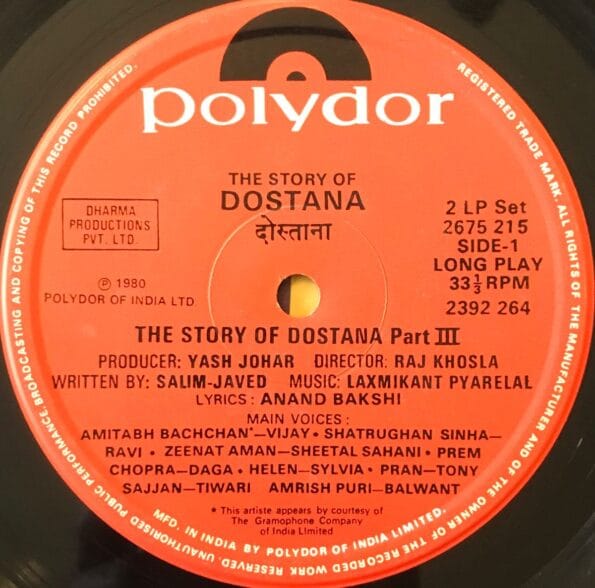 polydor
THE STORY OF
DOSTANA
दोस्ताना
DHARMA
PRODUCTIONS
PVT. LTD.
2 LP Set
2675 215
SIDE-1
LONG PLAY
33⅓ RPM
2392 264
Ⓟ 1980
POLYDOR OF INDIA LTD
THE STORY OF DOSTANA Part III
PRODUCER: YASH JOHAR DIRECTOR: RAJ KHOSLA
WRITTEN BY: SALIM-JAVED MUSIC: LAXMIKANT PYARELAL
LYRICS : ANAND BAKSHI
MAIN VOICES :
AMITABH BACHCHAN*—VIJAY • SHATRUGHAN SINHA—
RAVI • ZEENAT AMAN—SHEETAL SAHANI • PREM
CHOPRA—DAGA • HELEN—SYLVIA • PRAN—TONY
SAJJAN—TIWARI AMRISH PURI—BALWANT
* This artiste appears by courtesy of
The Gramophone Company
of India Limited
REGISTERED TRADE MARK. ALL RIGHTS OF THE MANUFACTURER AND OF THE OWNER OF THE RECORDED WORK RESERVED. UNAUTHORISED PUBLIC PERFORMANCE, BROADCASTING AND COPYING OF THIS RECORD PROHIBITED.
MFD. IN INDIA BY POLYDOR OF INDIA LIMITED.